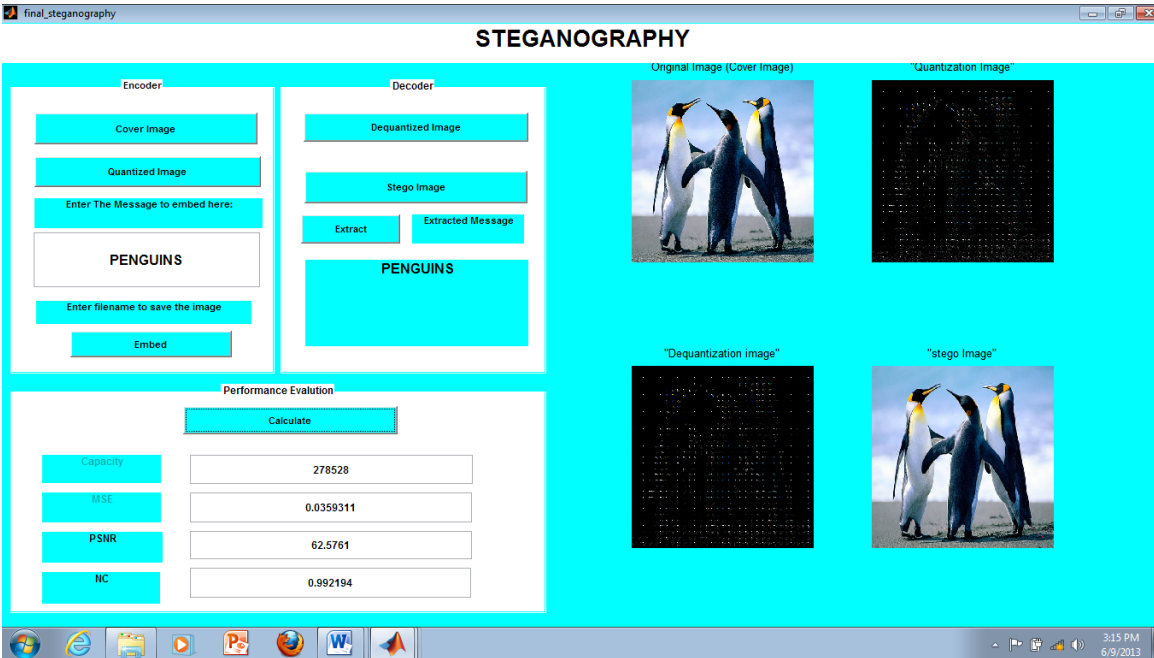 final_steganography
STEGANOGRAPHY
Encoder
Cover Image
Quantized Image
Enter The Message to embed here:
PENGUINS
Enter filename to save the image
Embed
Decoder
Dequantized Image
Stego Image
Extract
Extracted Message
PENGUINS
Original Image (Cover Image)
"Quantization Image"
"Dequantization image"
"stego Image"
Performance Evalution
Calculate
Capacity
278528
MSE
0.0359311
PSNR
62.5761
NC
0.992194
3:15 PM
6/9/2013